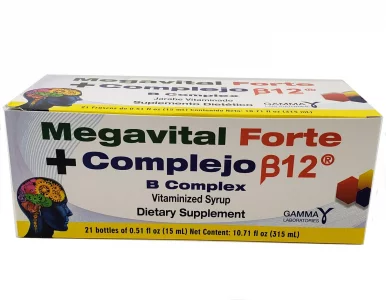 Megavital Forte
+ Complejo β12®
B Complex
Jarabe Vitaminado
Suplemento Dietético
21 Frascos de 0.51 fl oz (15 mL) Contenido Neto: 10.71 fl oz (315 mL)
GAMMA
LABORATORIES
Megavital Forte
+ Complejo β12®
B Complex
Vitaminized Syrup
Dietary Supplement
21 bottles of 0.51 fl oz (15 mL) Net Content: 10.71 fl oz (315 mL)
GAMMA
LABORATORIES